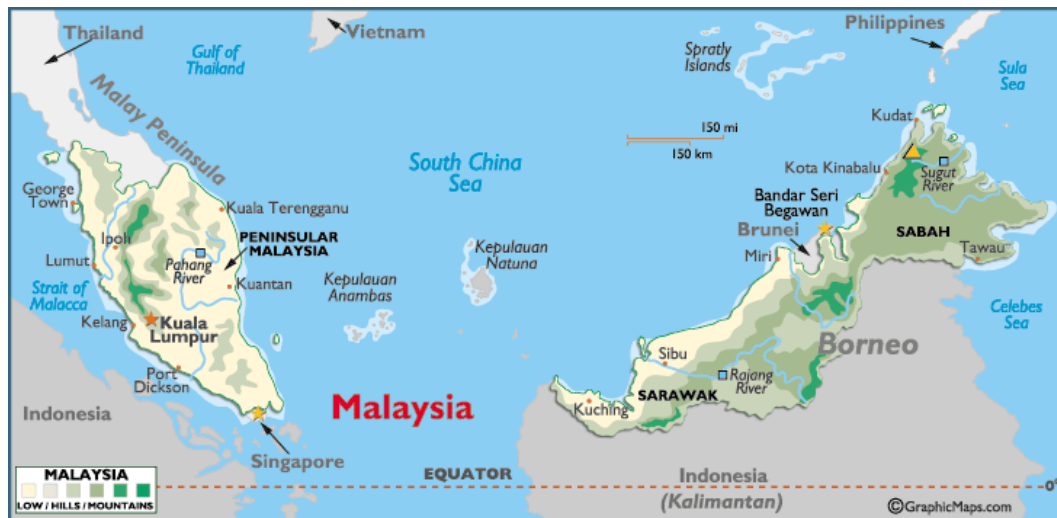 Thailand
Vietnam
Philippines
Gulf of
Thailand
Spratly
Islands
Sulu
Sea
Malay Peninsula
Kudat
150 mi
150 km
South China
Sea
Kota Kinabalu
Sugut
River
George
Town
Kuala Terengganu
Bandar Seri
Begawan
Brunei
SABAH
Ipoh
PENINSULAR
MALAYSIA
Kepulauan
Natuna
Miri
Tawau
Lumut
Pahang
River
Kuantan
Kepulauan
Anambas
Strait of
Malacca
Celebes
Sea
Kelang
Kuala
Lumpur
Borneo
Sibu
Port
Dickson
Rajang
River
SARAWAK
Malaysia
Kuching
Indonesia
Singapore
EQUATOR
Indonesia
(Kalimantan)
0°
MALAYSIA
LOW / HILLS / MOUNTAINS
©GraphicMaps.com